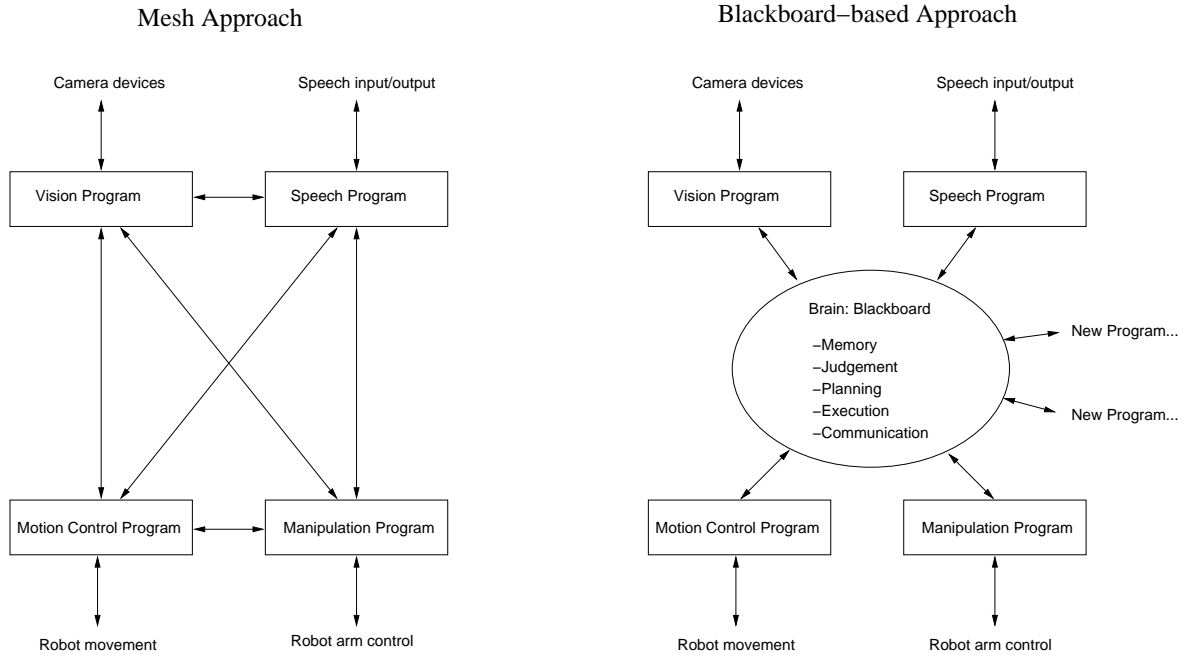 Mesh Approach
Camera devices
Speech input/output
Vision Program
Speech Program
Motion Control Program
Manipulation Program
Robot movement
Robot arm control
Blackboard−based Approach
Camera devices
Speech input/output
Vision Program
Speech Program
Brain: Blackboard
−Memory
−Judgement
−Planning
−Execution
−Communication
New Program...
New Program...
Motion Control Program
Manipulation Program
Robot movement
Robot arm control